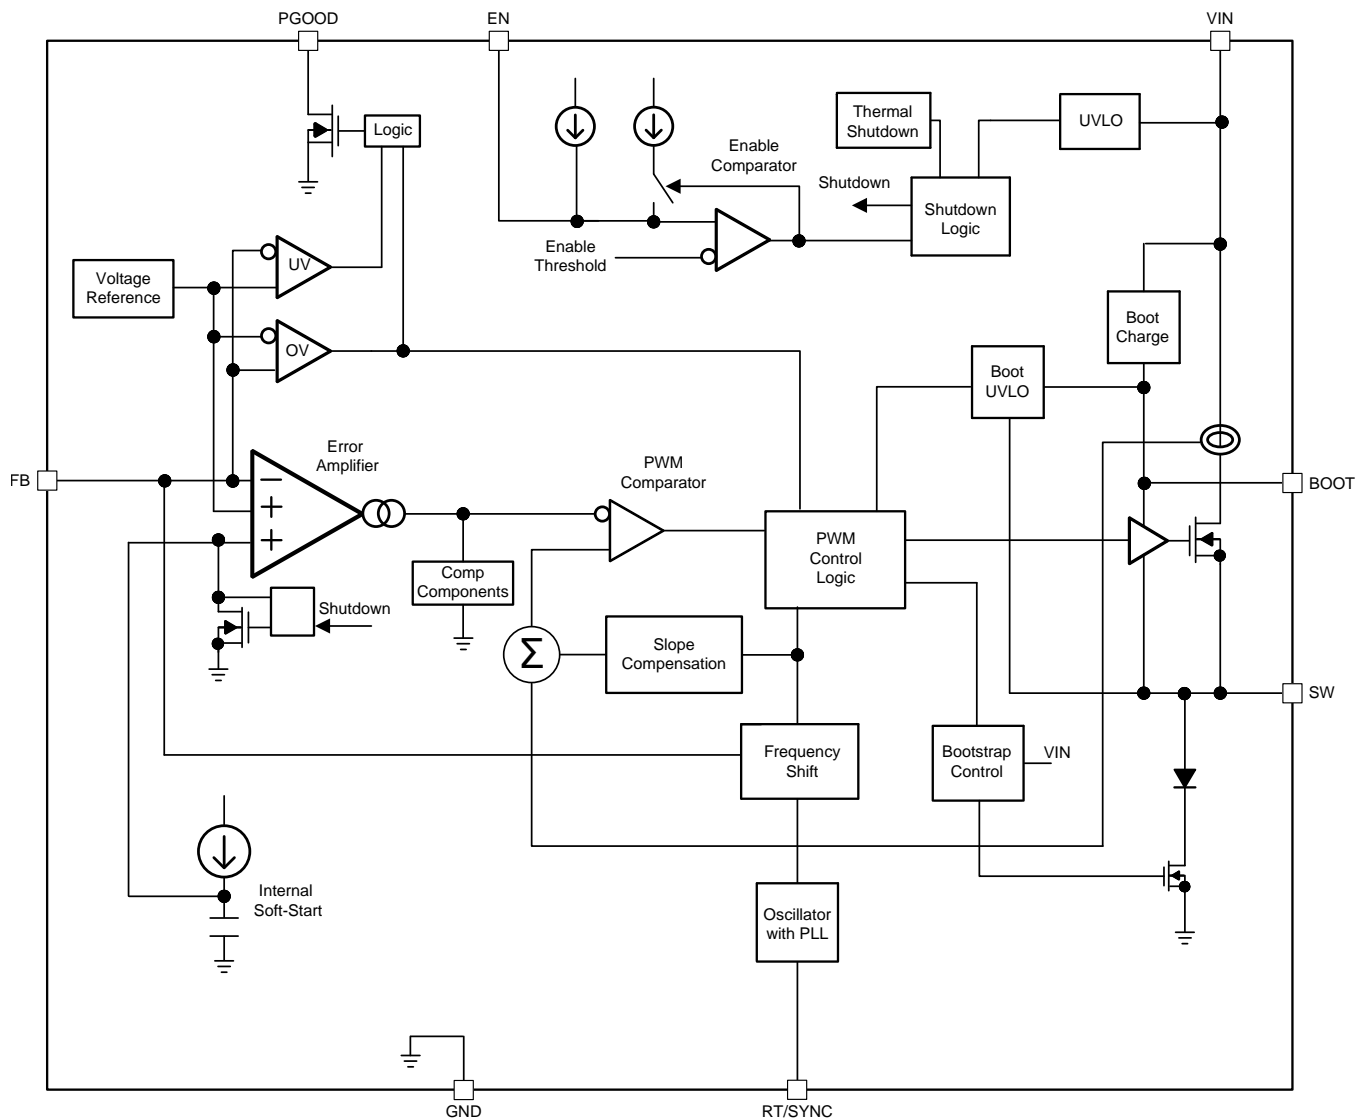 PGOOD
EN
VIN
Logic
Thermal
Shutdown
UVLO
Enable
Comparator
Shutdown
Shutdown
Logic
Enable
Threshold
UV
Voltage
Reference
OV
Boot
Charge
Boot
UVLO
Error
Amplifier
PWM
Comparator
FB
BOOT
−
+
+
PWM
Control
Logic
Comp
Components
Shutdown
Σ
Slope
Compensation
SW
Frequency
Shift
Bootstrap
Control
VIN
Internal
Soft-Start
Oscillator
with PLL
GND
RT/SYNC